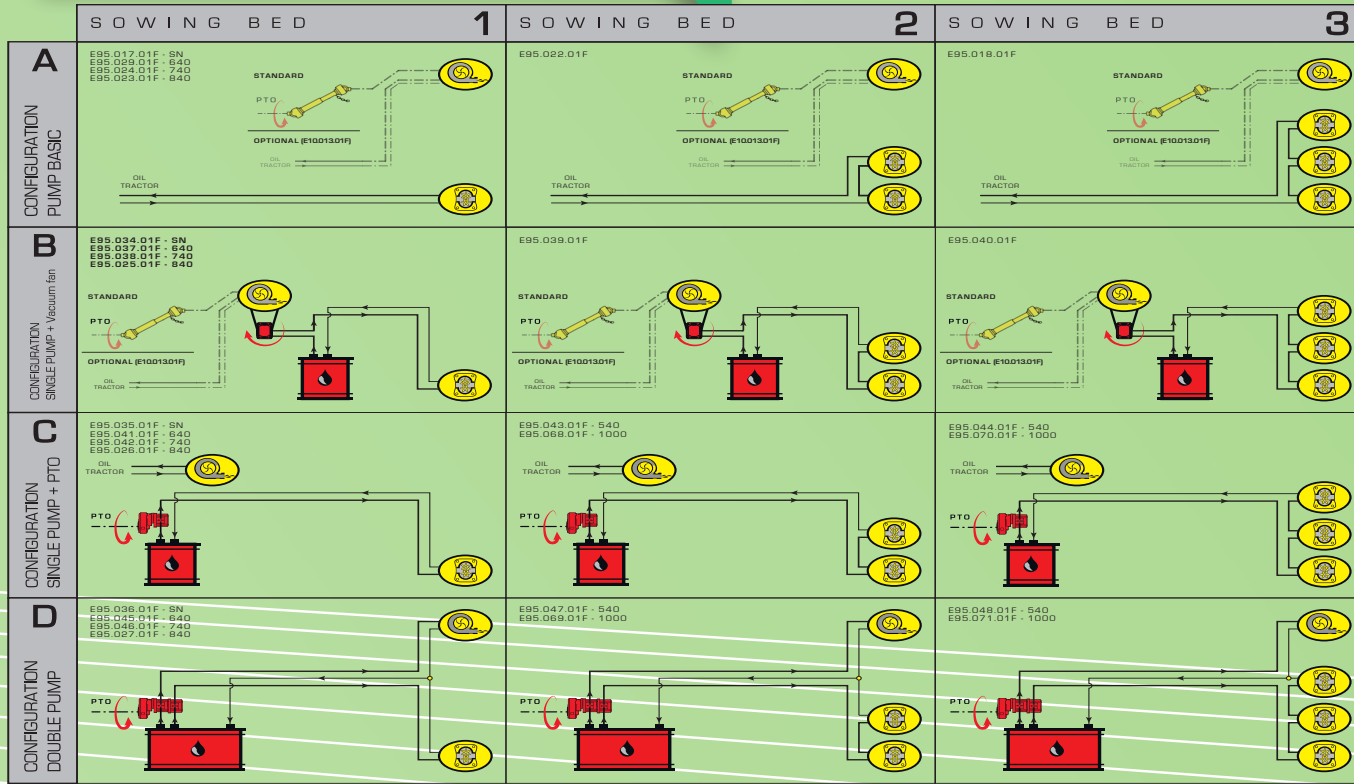 SOWING BED 1
SOWING BED 2
SOWING BED 3
A
CONFIGURATION
PUMP BASIC
E95.017.01F - SN
E95.029.01F - 640
E95.024.01F - 740
E95.023.01F - 840
STANDARD
PTO
OPTIONAL (E10.013.01F)
OIL
TRACTOR
OIL
TRACTOR
E95.022.01F
STANDARD
PTO
OPTIONAL (E10.013.01F)
OIL
TRACTOR
OIL
TRACTOR
E95.018.01F
STANDARD
PTO
OPTIONAL (E10.013.01F)
OIL
TRACTOR
OIL
TRACTOR
B
CONFIGURATION
SINGLE PUMP + Vacuum fan
E95.034.01F - SN
E95.037.01F - 640
E95.038.01F - 740
E95.025.01F - 840
STANDARD
PTO
OPTIONAL (E10.013.01F)
OIL
TRACTOR
E95.039.01F
STANDARD
PTO
OPTIONAL (E10.013.01F)
OIL
TRACTOR
E95.040.01F
STANDARD
PTO
OPTIONAL (E10.013.01F)
OIL
TRACTOR
C
CONFIGURATION
SINGLE PUMP + PTO
E95.035.01F - SN
E95.041.01F - 640
E95.042.01F - 740
E95.026.01F - 840
OIL
TRACTOR
PTO
E95.043.01F - 540
E95.068.01F - 1000
OIL
TRACTOR
PTO
E95.044.01F - 540
E95.070.01F - 1000
OIL
TRACTOR
PTO
D
CONFIGURATION
DOUBLE PUMP
E95.036.01F - SN
E95.045.01F - 640
E95.046.01F - 740
E95.027.01F - 840
PTO
E95.047.01F - 540
E95.069.01F - 1000
PTO
E95.048.01F - 540
E95.071.01F - 1000
PTO